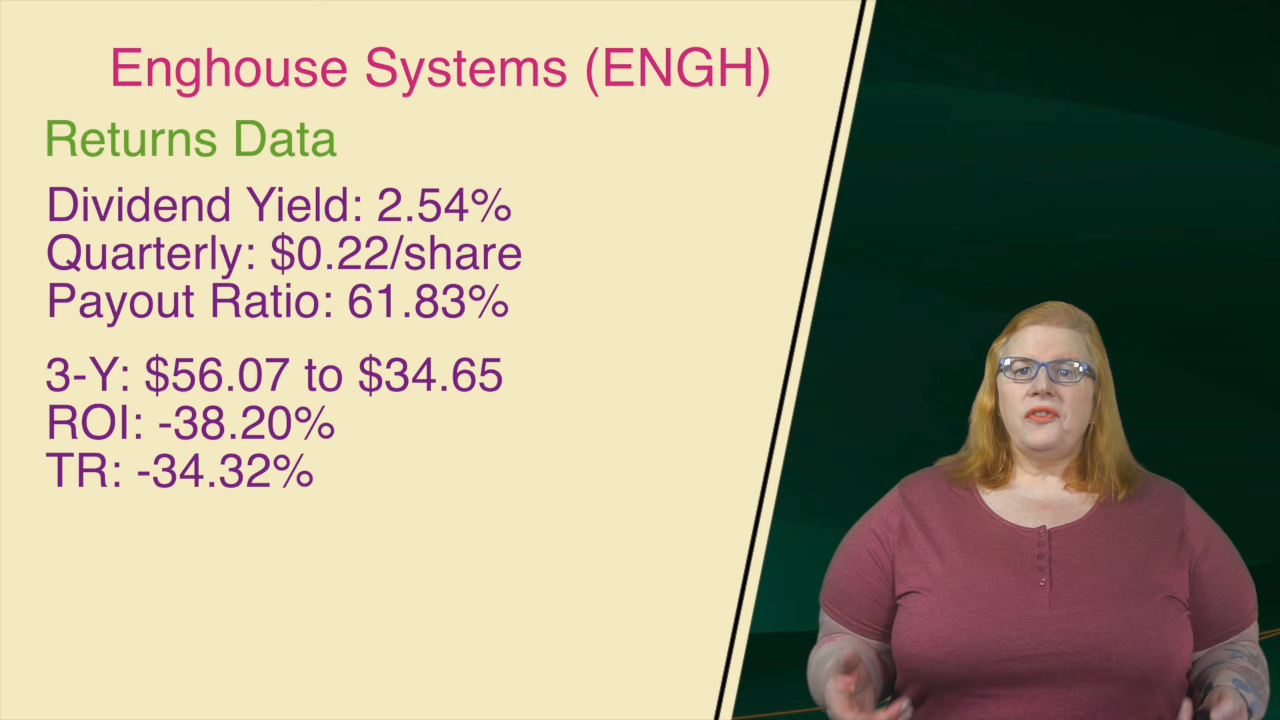 Enghouse Systems (ENGH)
Returns Data
Dividend Yield: 2.54%
Quarterly: $0.22/share
Payout Ratio: 61.83%
3-Y: $56.07 to $34.65
ROI: -38.20%
TR: -34.32%